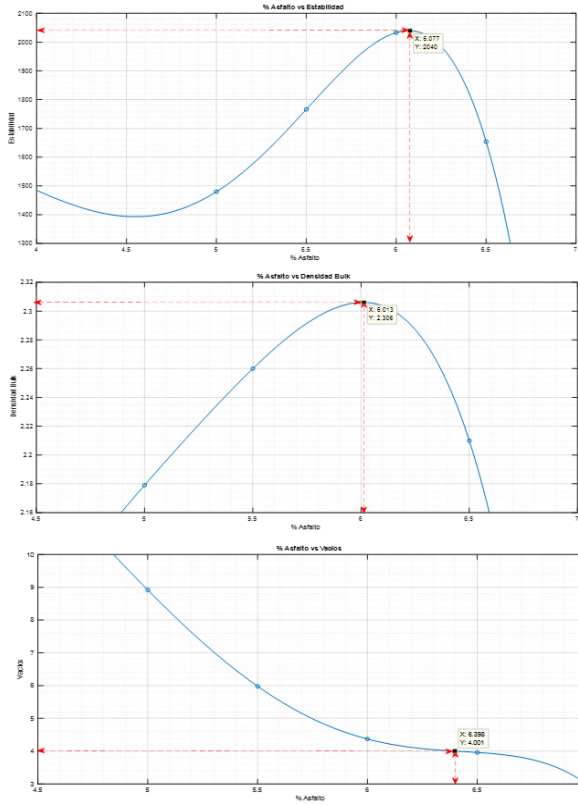 % Asfalto vs Estabilidad
2100
2000
1900
1800
1700
1600
1500
1400
1300
Estabilidad
X: 6.077
Y: 2040
4
4.5
5
5.5
6
6.5
7
% Asfalto
% Asfalto vs Densidad Bulk
2.32
2.3
2.28
2.26
2.24
2.22
2.2
2.18
2.16
Densidad Bulk
X: 6.013
Y: 2.306
4.5
5
5.5
6
6.5
7
% Asfalto
% Asfalto vs Vacios
10
9
8
7
6
5
4
3
Vacios
X: 6.398
Y: 4.001
4.5
5
5.5
6
6.5
% Asfalto